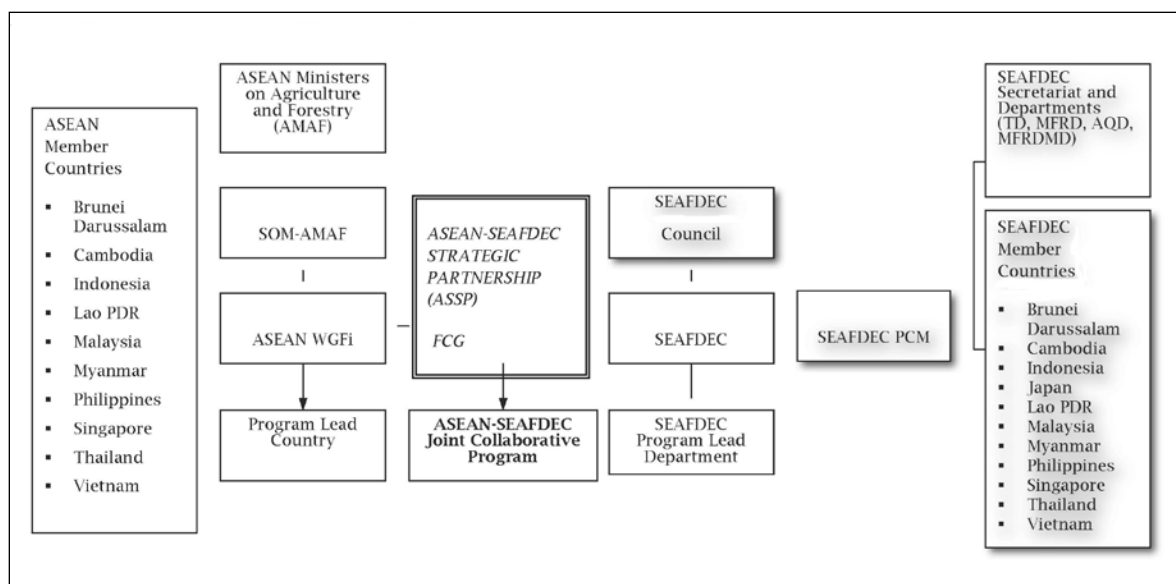 ASEAN
Member
Countries
▪ Brunei
Darussalam
▪ Cambodia
▪ Indonesia
▪ Lao PDR
▪ Malaysia
▪ Myanmar
▪ Philippines
▪ Singapore
▪ Thailand
▪ Vietnam
ASEAN Ministers
on Agriculture
and Forestry
(AMAF)
SOM-AMAF
ASEAN WGFi
Program Lead
Country
ASEAN-SEAFDEC
STRATEGIC
PARTNERSHIP
(ASSP)
FCG
ASEAN-SEAFDEC
Joint Collaborative
Program
SEAFDEC
Council
SEAFDEC
SEAFDEC
Program Lead
Department
SEAFDEC PCM
SEAFDEC
Secretariat and
Departments
(TD, MFRD, AQD,
MFRDMD)
SEAFDEC
Member
Countries
▪ Brunei
Darussalam
▪ Cambodia
▪ Indonesia
▪ Japan
▪ Lao PDR
▪ Malaysia
▪ Myanmar
▪ Philippines
▪ Singapore
▪ Thailand
▪ Vietnam